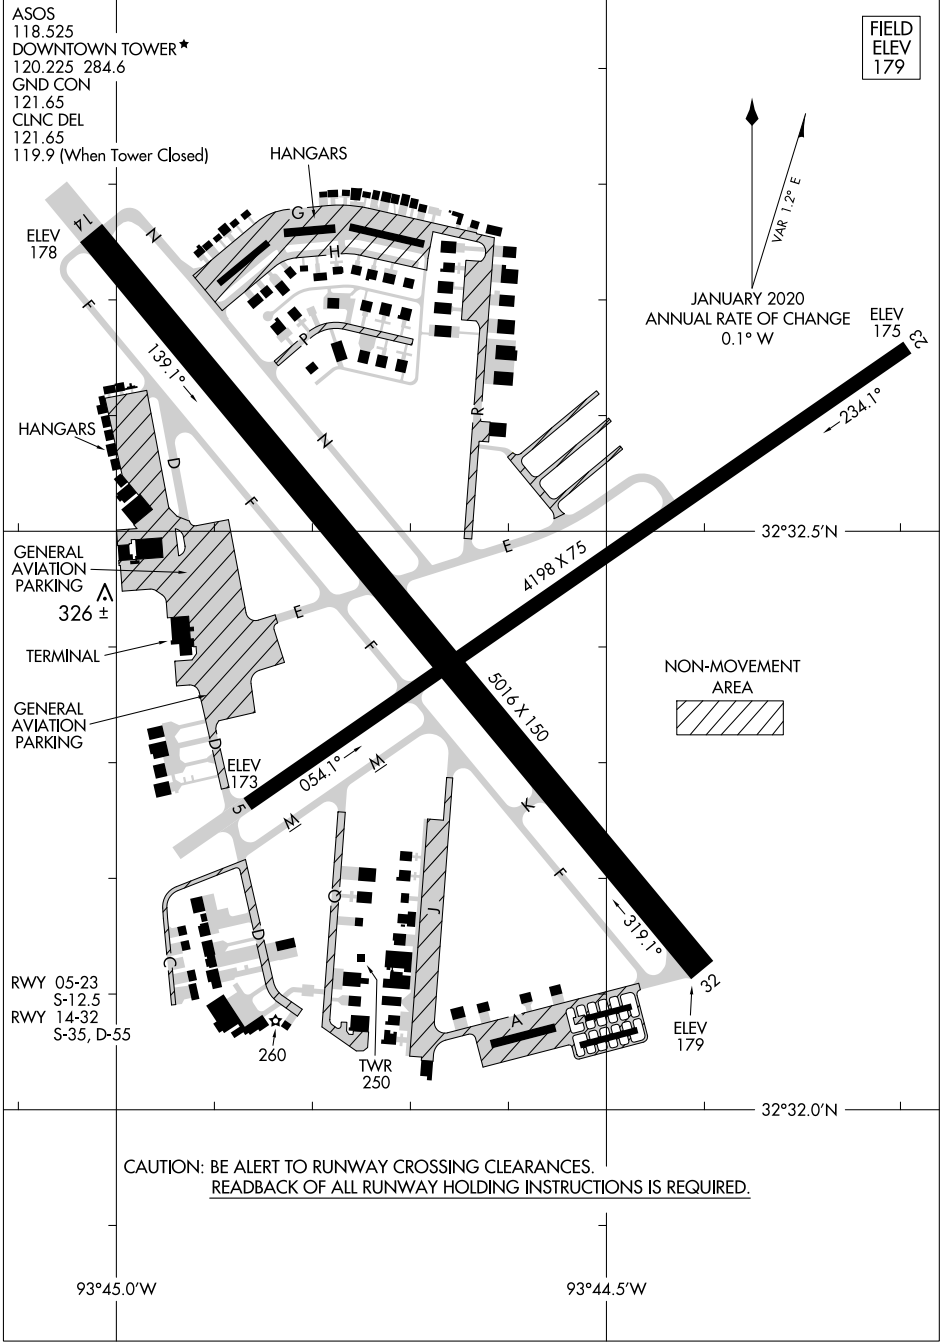 ASOS
118.525
DOWNTOWN TOWER★
120.225 284.6
GND CON
121.65
CLNC DEL
121.65
119.9 (When Tower Closed)
FIELD
ELEV
179
HANGARS
VAR 1.2° E
JANUARY 2020
ANNUAL RATE OF CHANGE
0.1° W
14
ELEV
178
N
G
H
F
P
139.1°
R
ELEV
175
23
234.1°
HANGARS
D
N
F
E
4198 X 75
32°32.5'N
GENERAL
AVIATION
PARKING
326 ±
E
TERMINAL
F
5016 X 150
NON-MOVEMENT
AREA
GENERAL
AVIATION
PARKING
D
ELEV
173
054.1°
M
5
M
K
F
Q
J
D
C
319.1°
32
RWY 05-23
S-12.5
RWY 14-32
S-35, D-55
A
260
TWR
250
ELEV
179
32°32.0'N
CAUTION: BE ALERT TO RUNWAY CROSSING CLEARANCES.
READBACK OF ALL RUNWAY HOLDING INSTRUCTIONS IS REQUIRED.
93°45.0'W
93°44.5'W